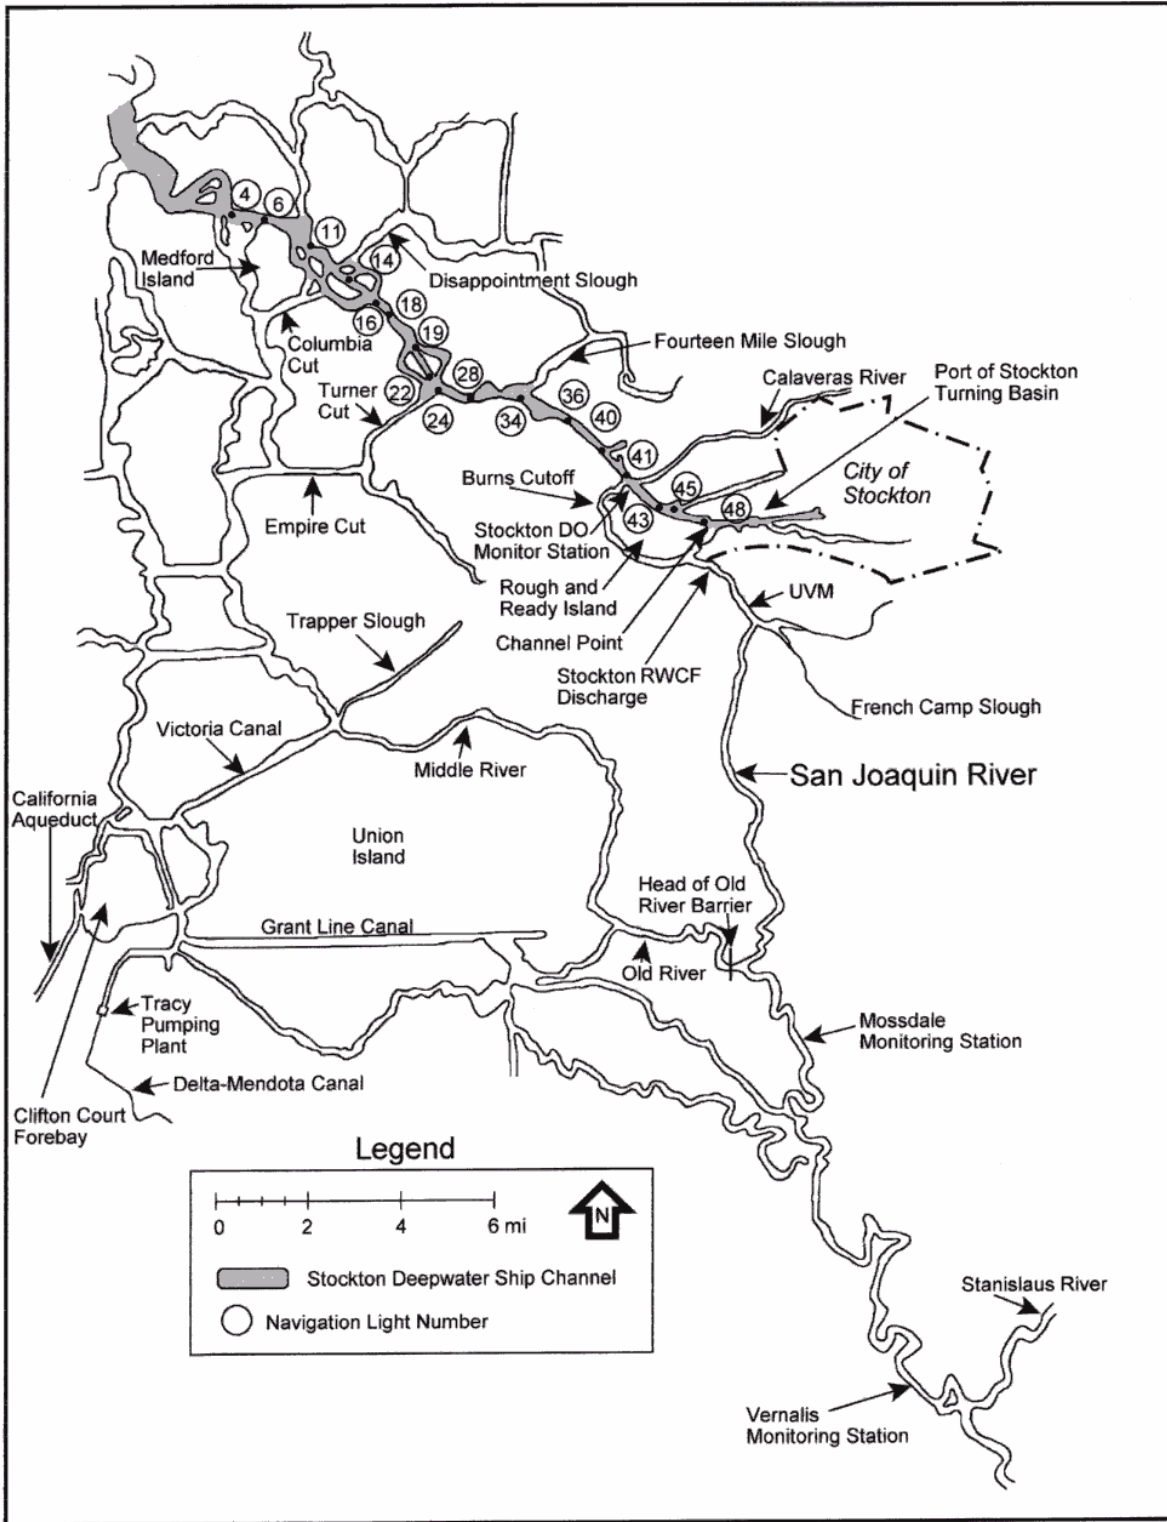 4
6
11
14
Medford
Island
Disappointment Slough
18
16
19
Columbia
Cut
Fourteen Mile Slough
28
22
Turner
Cut
24
34
36
40
Calaveras River
Port of Stockton
Turning Basin
41
City of
Stockton
Burns Cutoff
45
48
43
Empire Cut
Stockton DO
Monitor Station
Rough and
Ready Island
UVM
Trapper Slough
Channel Point
Stockton RWCF
Discharge
French Camp Slough
Victoria Canal
Middle River
San Joaquin River
California
Aqueduct
Union
Island
Head of Old
River Barrier
Grant Line Canal
Old River
Tracy
Pumping
Plant
Mossdale
Monitoring Station
Delta-Mendota Canal
Clifton Court
Forebay
Legend
0 2 4 6 mi
N
Stockton Deepwater Ship Channel
Navigation Light Number
Stanislaus River
Vernalis
Monitoring Station